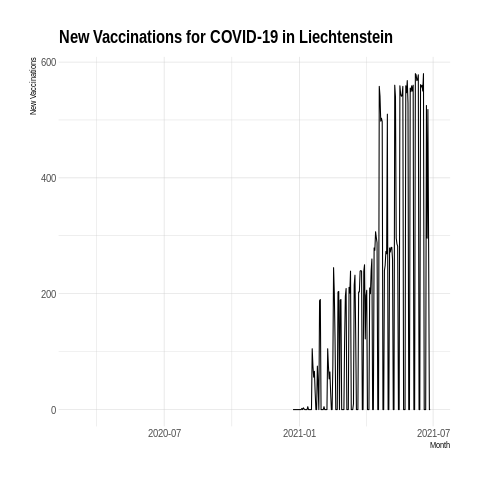 New Vaccinations for COVID-19 in Liechtenstein
New Vaccinations
600
400
200
0
2020-07
2021-01
2021-07
Month